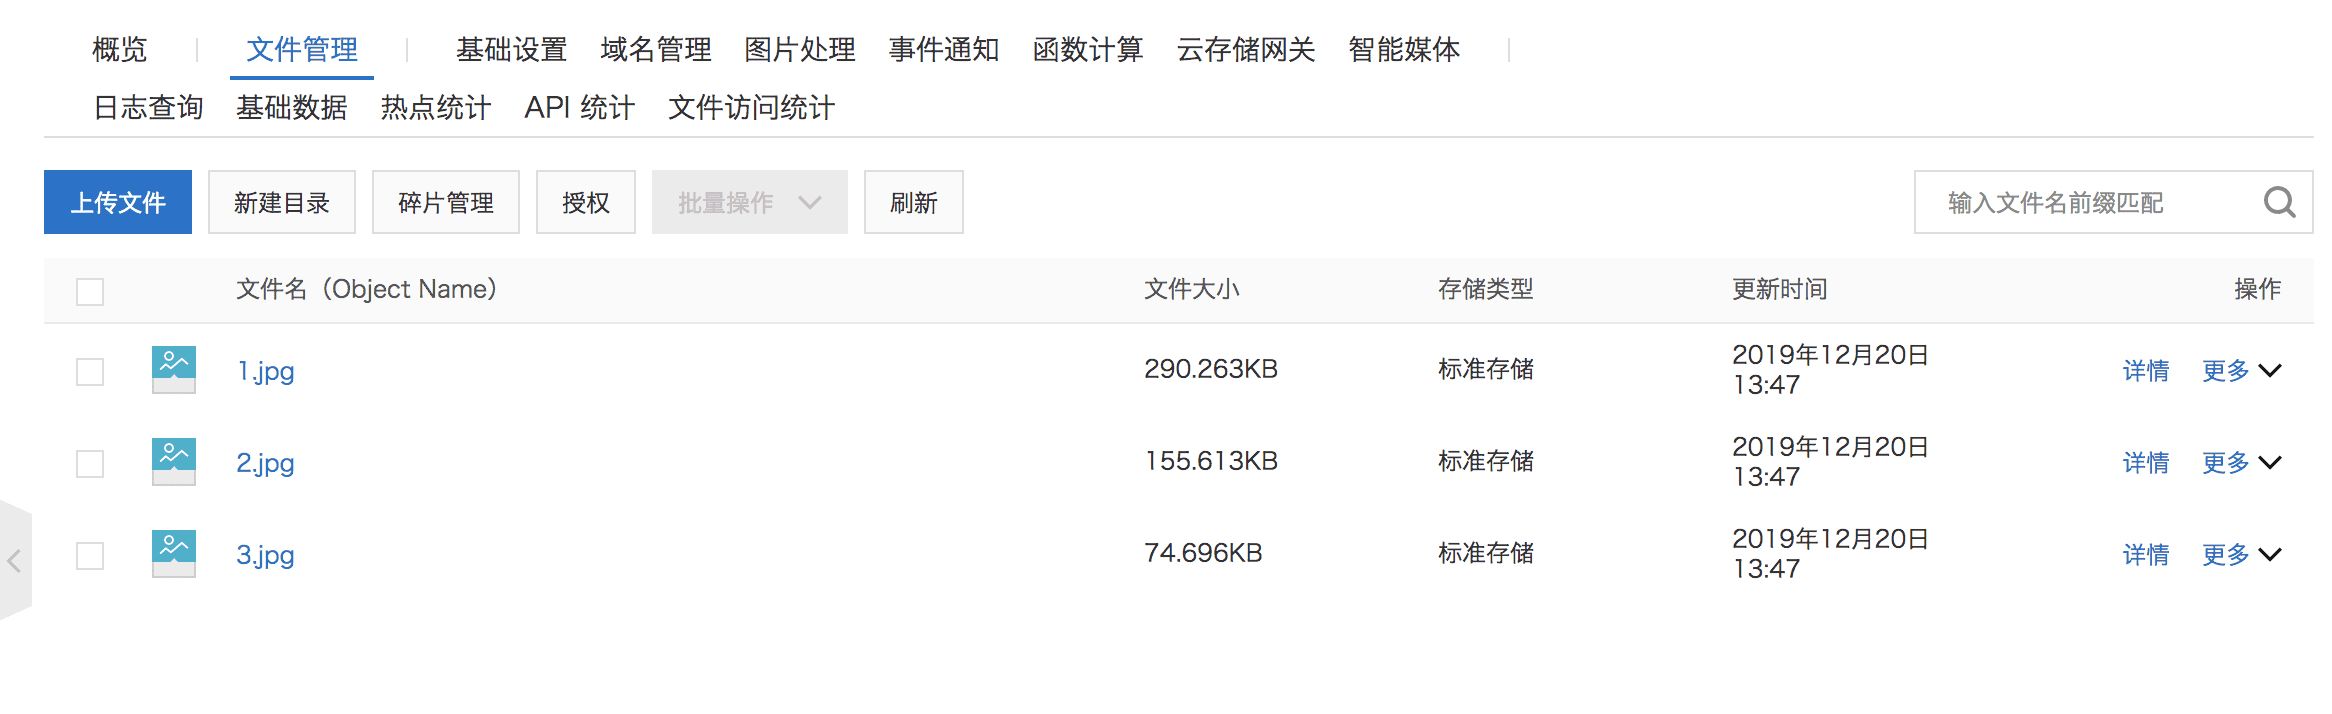 概览 文件管理 基础设置 域名管理 图片处理 事件通知 函数计算 云存储网关 智能媒体
日志查询 基础数据 热点统计 API 统计 文件访问统计
上传文件 新建目录 碎片管理 授权 批量操作 刷新 输入文件名前缀匹配
文件名（Object Name） 文件大小 存储类型 更新时间 操作
1.jpg 290.263KB 标准存储 2019年12月20日 详情 更多
13:47
2.jpg 155.613KB 标准存储 2019年12月20日 详情 更多
13:47
3.jpg 74.696KB 标准存储 2019年12月20日 详情 更多
13:47